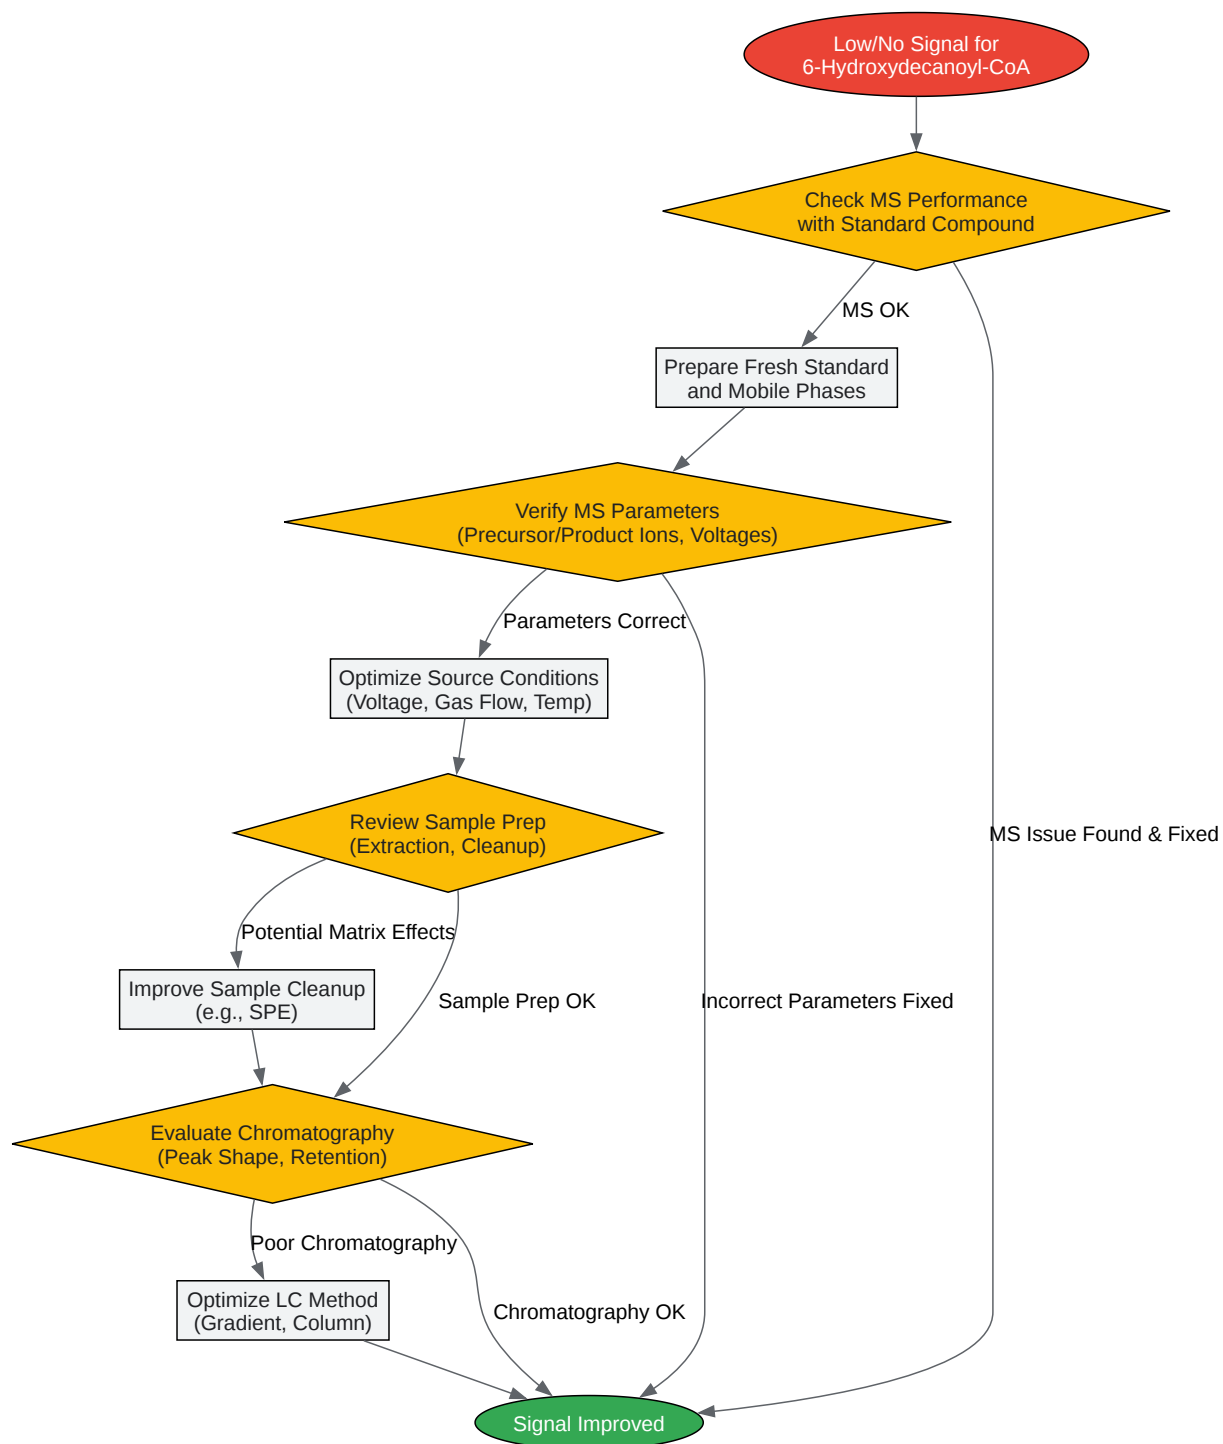 Low/No Signal for
6-Hydroxydecanoyl-CoA
Check MS Performance
with Standard Compound
MS OK
Prepare Fresh Standard
and Mobile Phases
Verify MS Parameters
(Precursor/Product Ions, Voltages)
Parameters Correct
Optimize Source Conditions
(Voltage, Gas Flow, Temp)
Review Sample Prep
(Extraction, Cleanup)
MS Issue Found & Fixed
Potential Matrix Effects
Improve Sample Cleanup
(e.g., SPE)
Sample Prep OK
Incorrect Parameters Fixed
Evaluate Chromatography
(Peak Shape, Retention)
Poor Chromatography
Optimize LC Method
(Gradient, Column)
Chromatography OK
Signal Improved